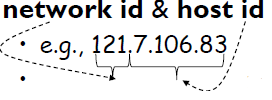 network id & host id
• e.g., 121.7.106.83
•